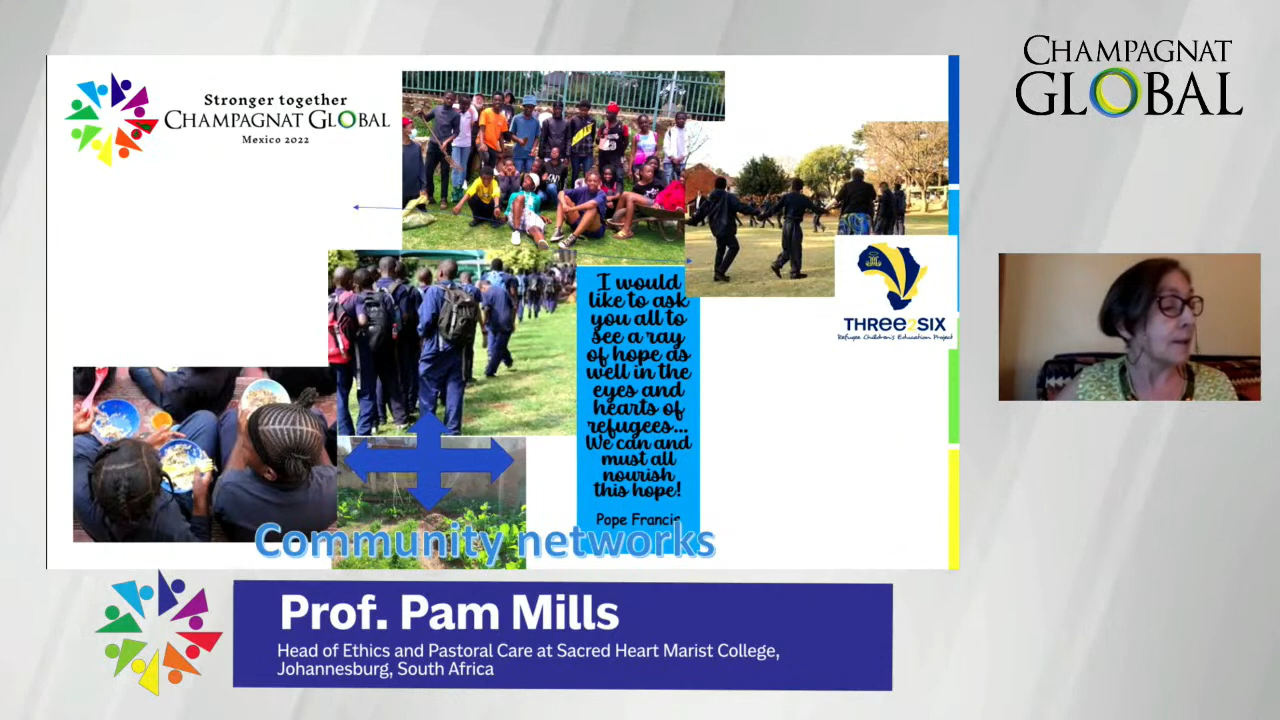 CHAMPAGNAT
GLOBAL
Stronger together
CHAMPAGNAT GLOBAL
Mexico 2022
I would
like to ask
you all to
see a ray
of hope as
well in the
eyes and
hearts of
refugees...
We can and
must all
nourish
this hope!
Pope Francis
THREE2SIX
Refugee Children's Education Project
Community networks
Prof. Pam Mills
Head of Ethics and Pastoral Care at Sacred Heart Marist College,
Johannesburg, South Africa